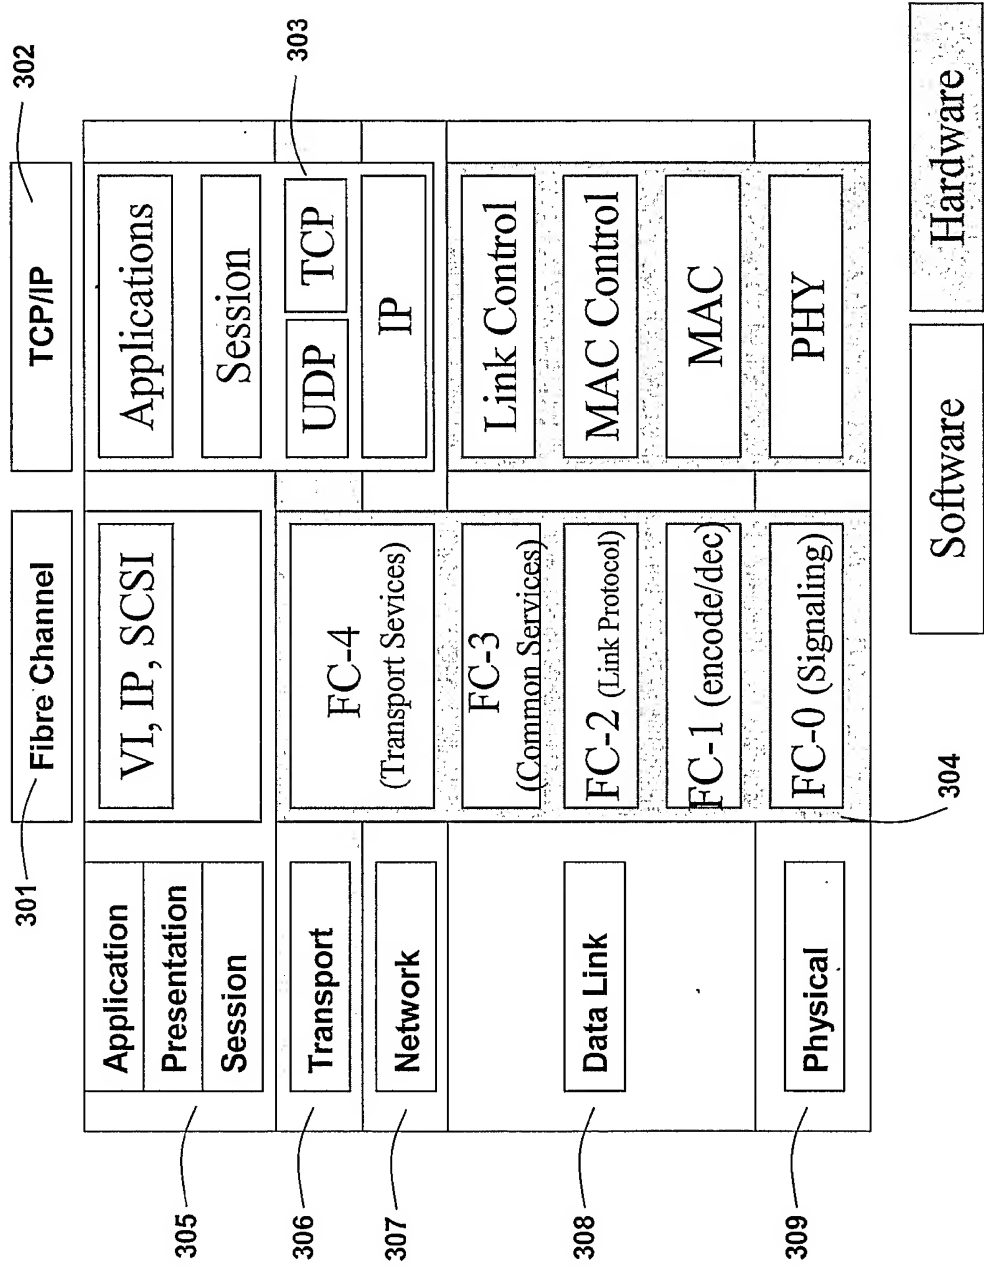 301
302
Fibre Channel
TCP/IP
305
Application
Presentation
Session
VI, IP, SCSI
Applications
Session
306
Transport
FC-4
(Transport Sevices)
UDP
TCP
303
307
Network
IP
308
Data Link
FC-3
(Common Services)
Link Control
FC-2 (Link Protocol)
MAC Control
FC-1 (encode/dec)
MAC
309
Physical
FC-0 (Signaling)
PHY
304
Software
Hardware